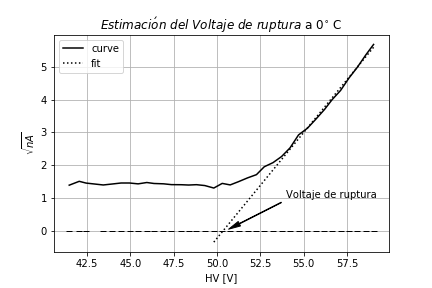 Estimación del Voltaje de ruptura a 0° C
curve
fit
5
4
3
2
1
0
√nA
Voltaje de ruptura
42.5 45.0 47.5 50.0 52.5 55.0 57.5
HV [V]